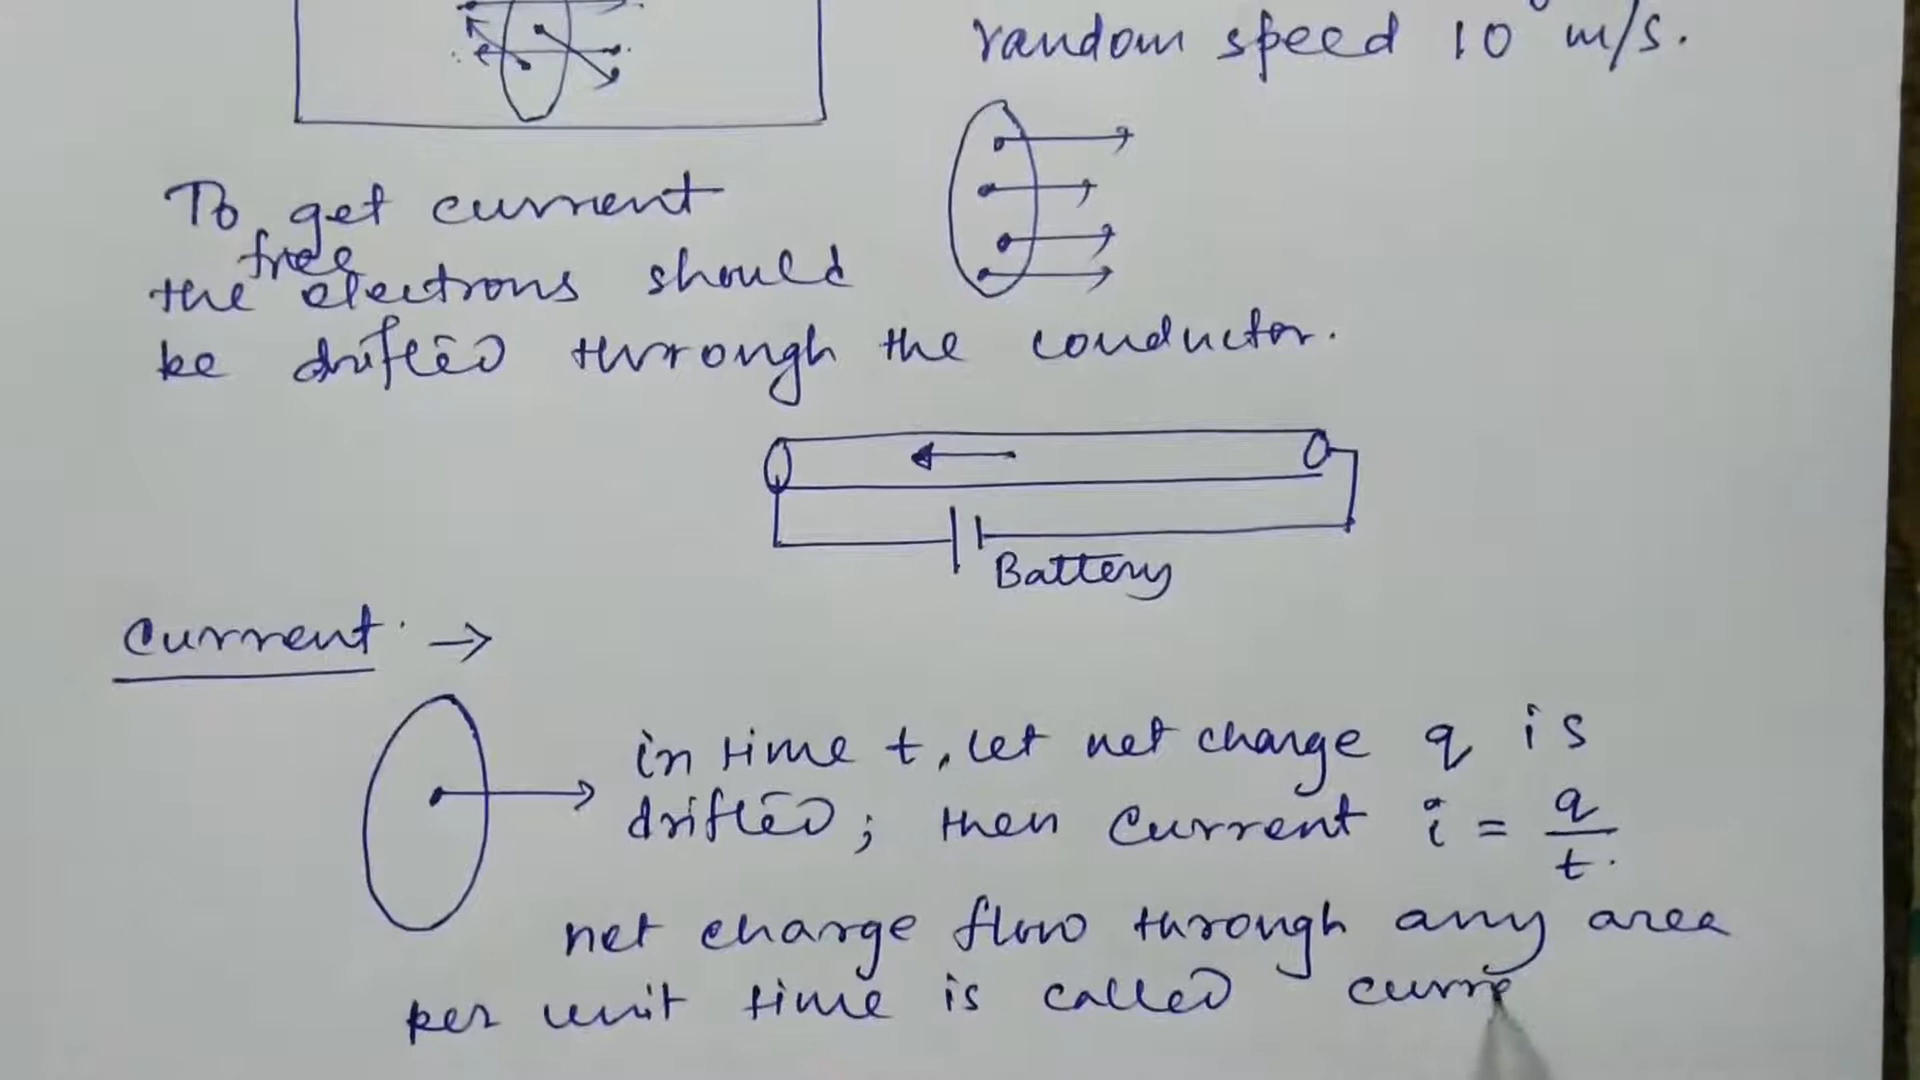 random speed 10 m/s.
To get current
free
the electrons should
be drifted through the conductor.
Battery
Current →
in time t, let net charge q is
drifted; then current i = q/t.
net charge flow through any area
per unit time is called curre